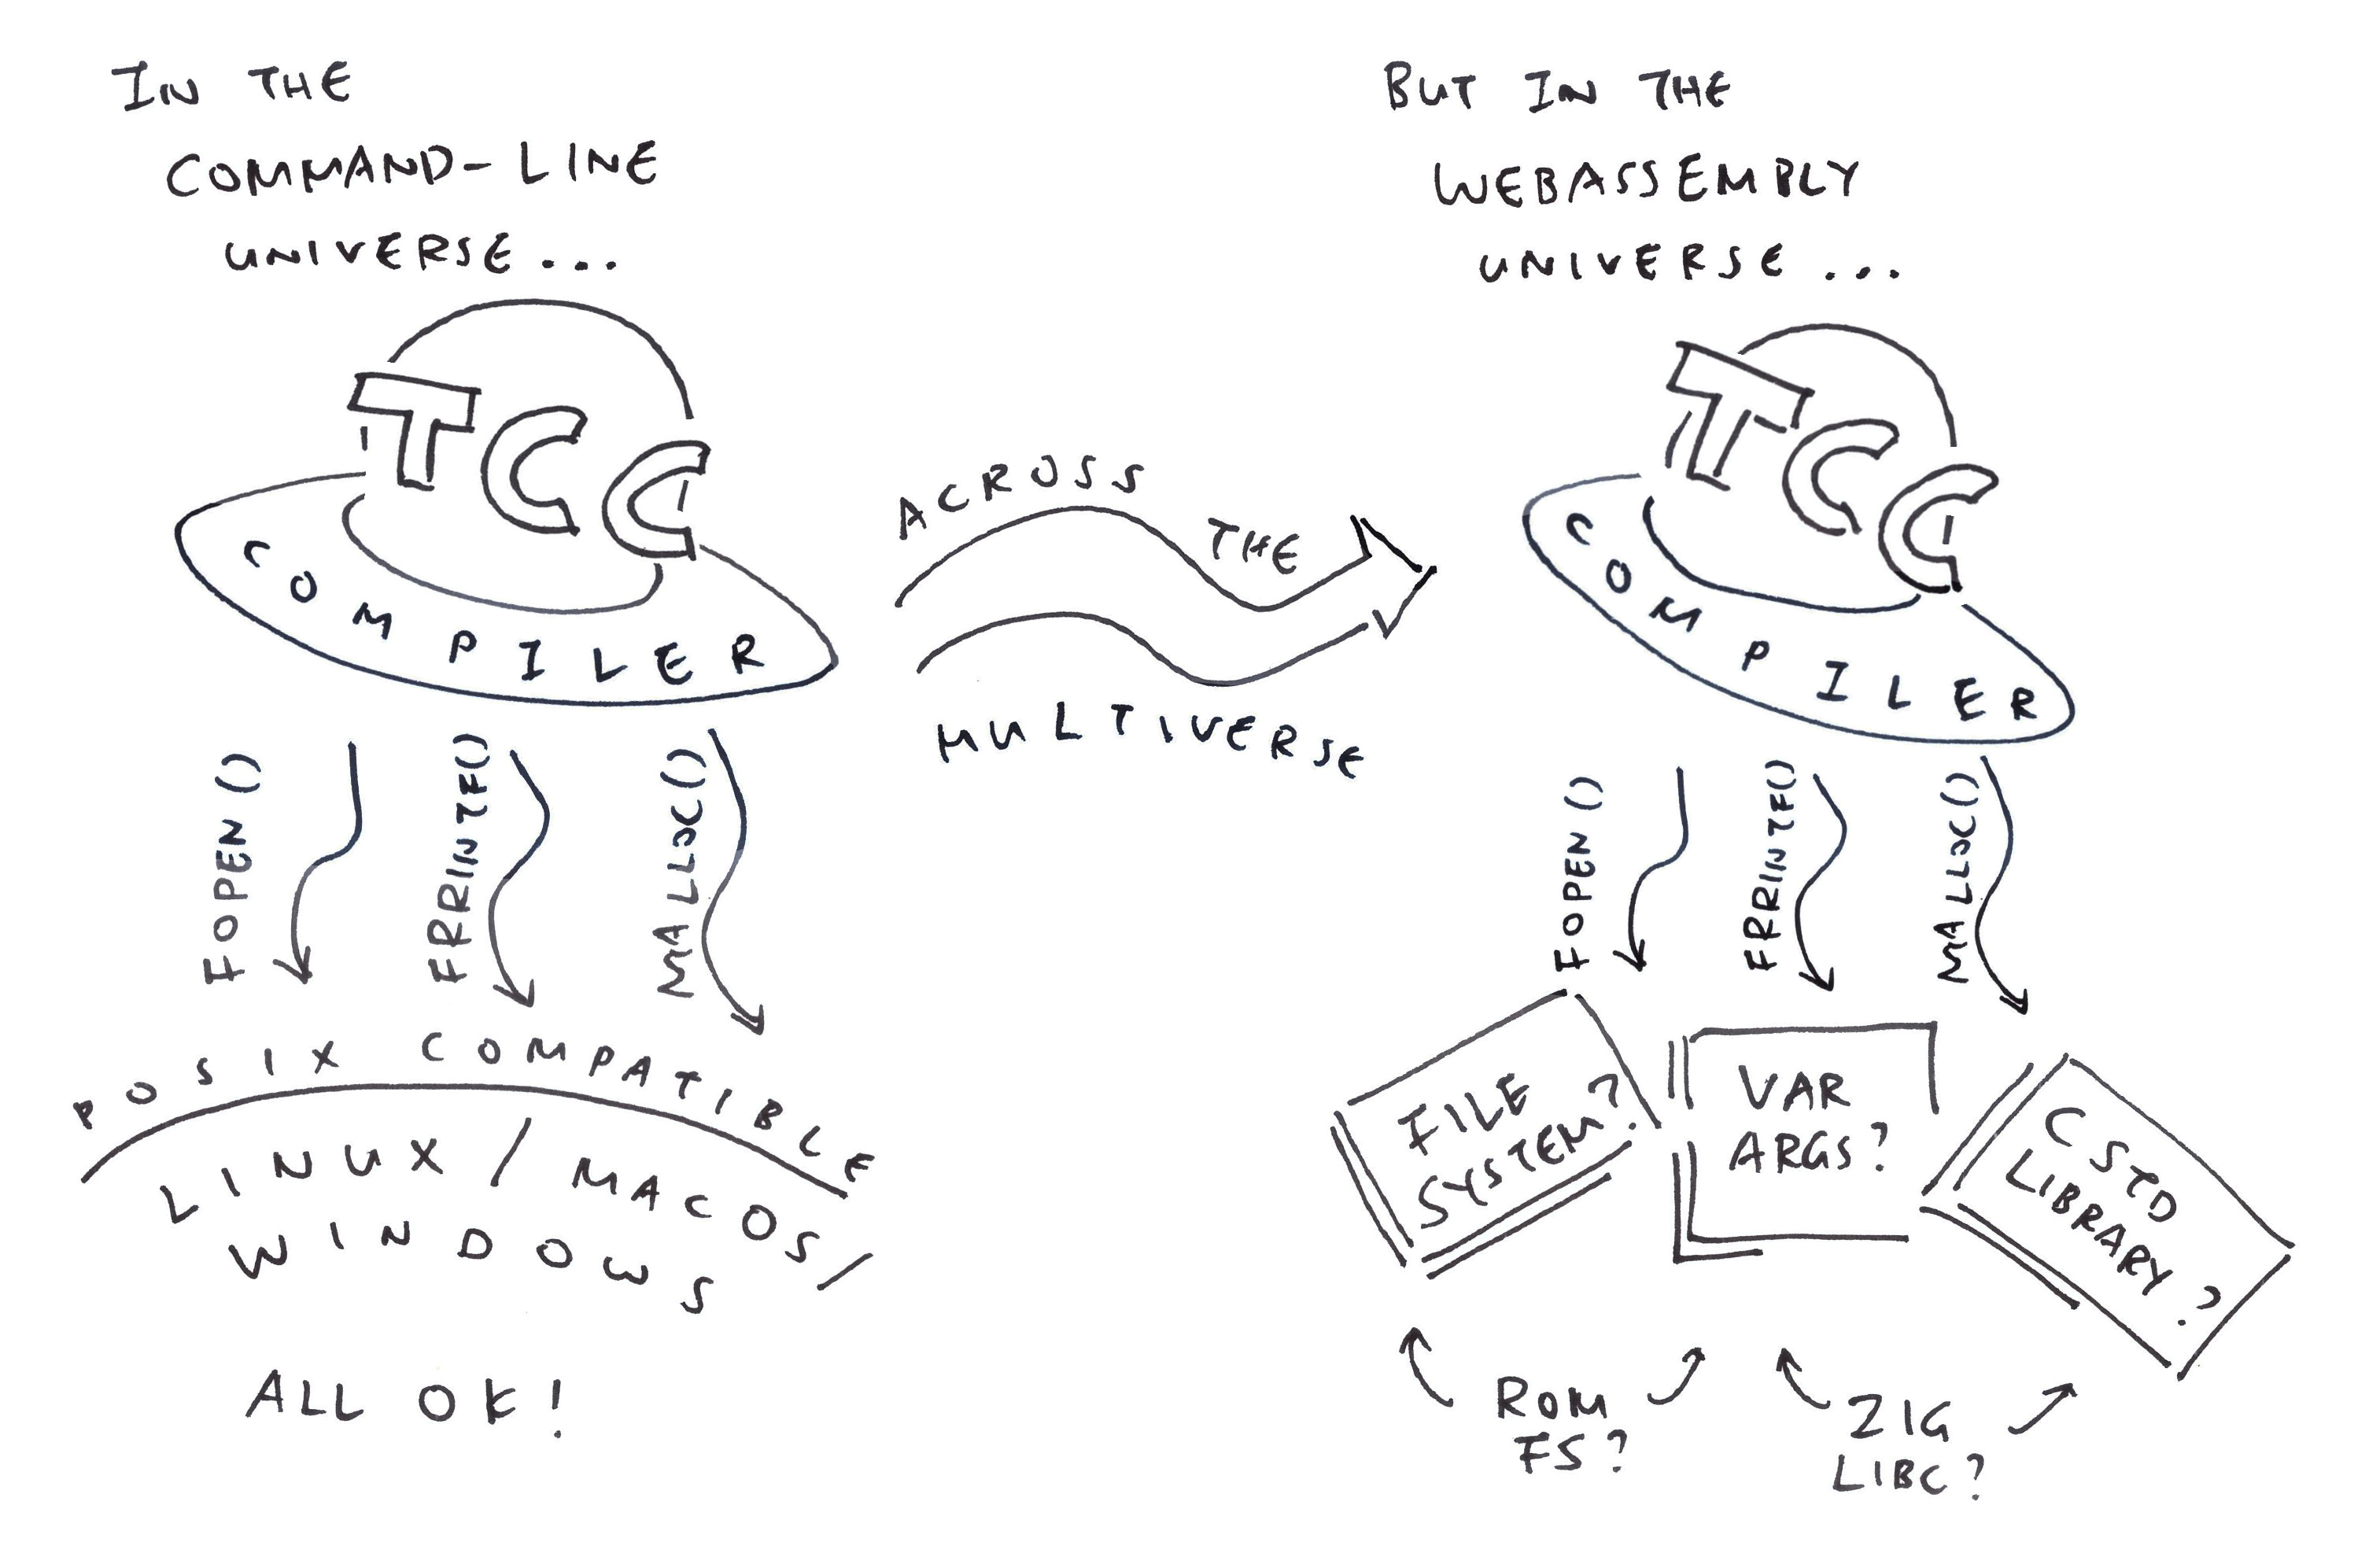 IN THE
COMMAND-LINE
UNIVERSE...
TCC
COMPILER
FOPEN()
FPRINTF()
MALLOC()
POSIX COMPATIBLE
LINUX / MACOS/
WINDOWS
ALL OK!
ACROSS THE
MULTIVERSE
BUT IN THE
WEBASSEMBLY
UNIVERSE...
TCC
COMPILER
FOPEN()
FPRINTF()
MALLOC()
FILE
SYSTEM?
VAR
ARGS?
C STD
LIBRARY?
ROM
FS?
ZIG
LIBC?